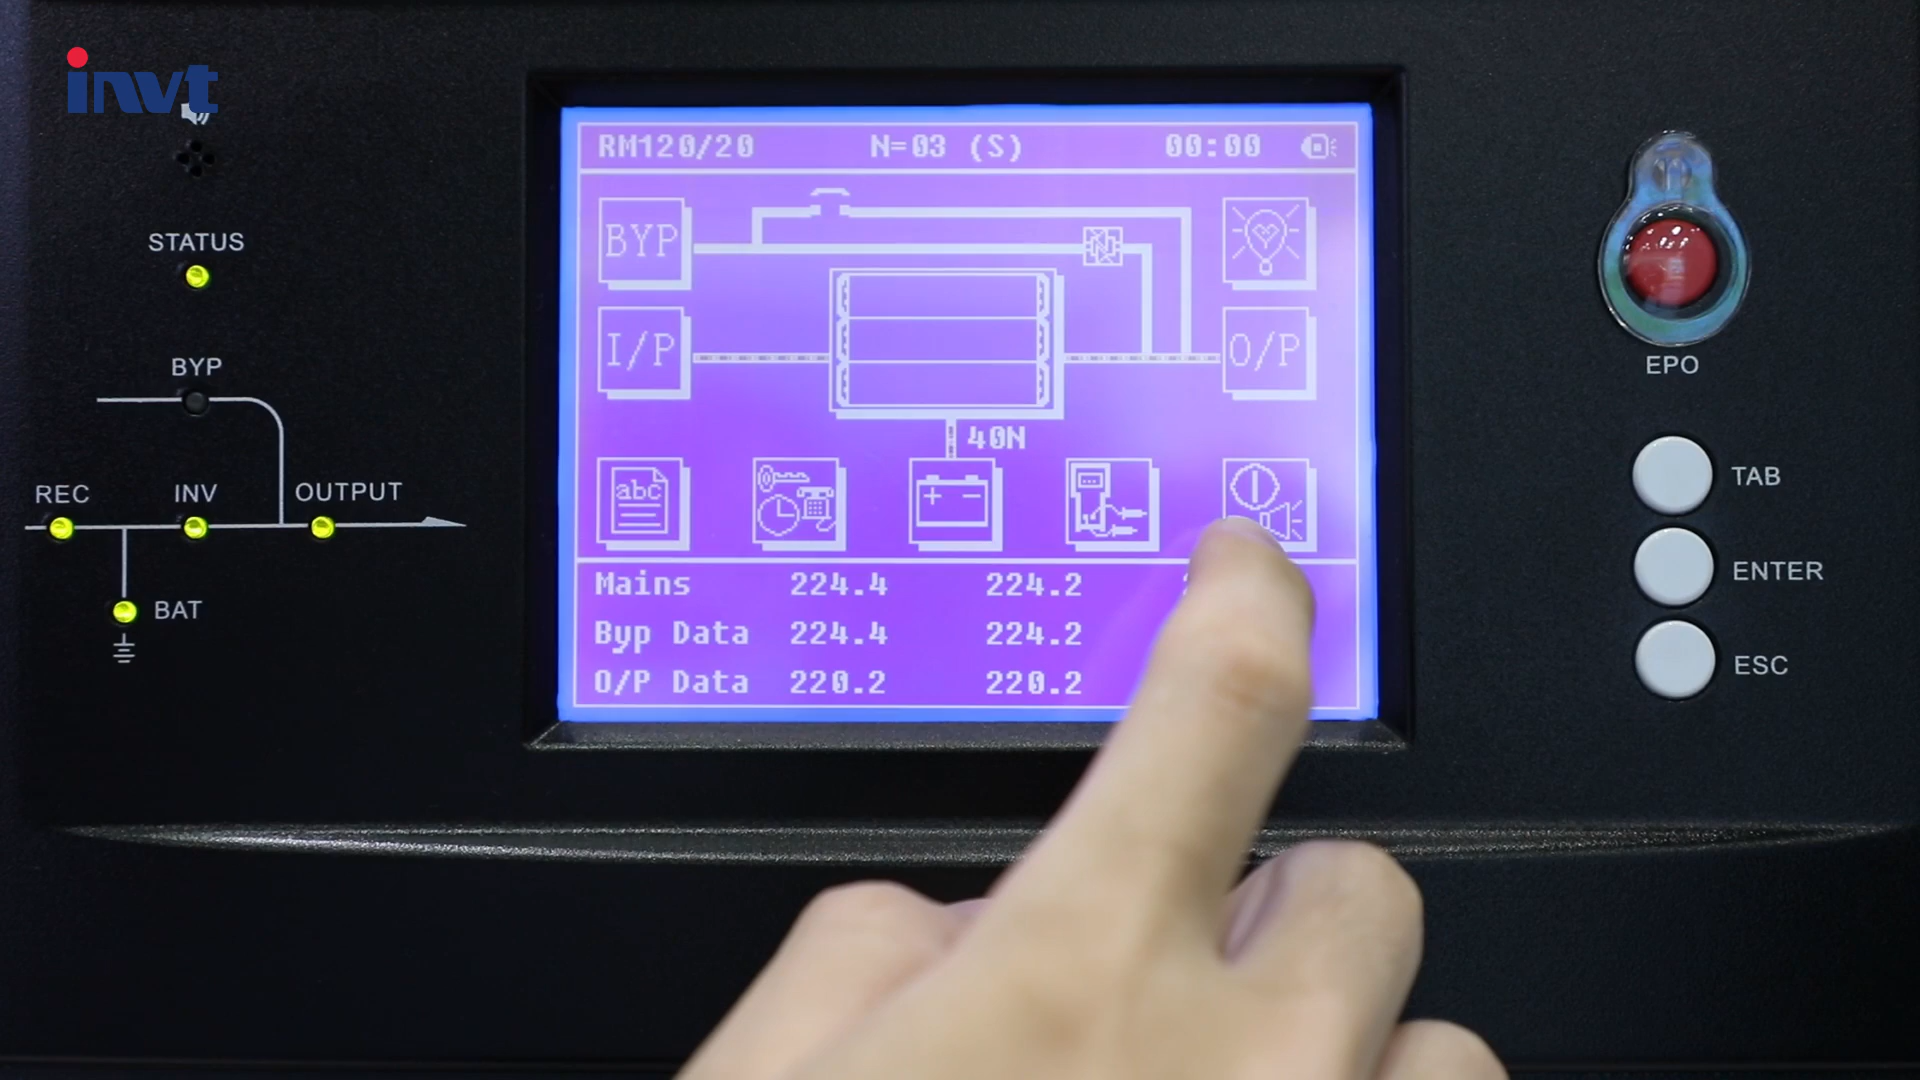 invt
STATUS
BYP
REC
INV
OUTPUT
BAT
RM120/20 N=03 (S) 00:00
BYP
I/P
O/P
40N
abc
Mains 224.4 224.2
Byp Data 224.4 224.2
O/P Data 220.2 220.2
EPO
TAB
ENTER
ESC